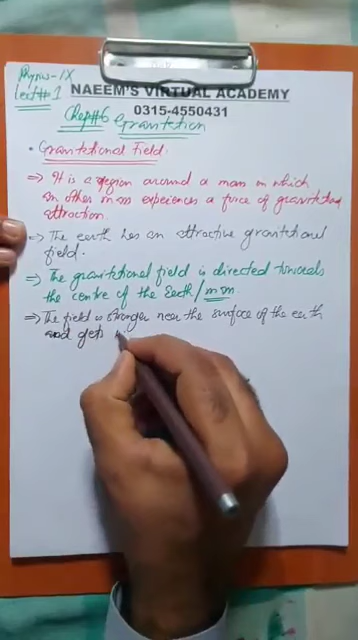 Physics-IX
Lect#1
NAEEM'S VIRTUAL ACADEMY
0315-4550431
Chep#6 Gravitation
• Gravitational Field.
⇒ It is a region around a mass in which
an other mass experiences a force of gravitational
attraction.
⇒ The earth has an attractive gravitational
field.
⇒ The gravitational field is directed towards
the centre of the Earth/
⇒ The field is stronger near the surface of the earth
and gets